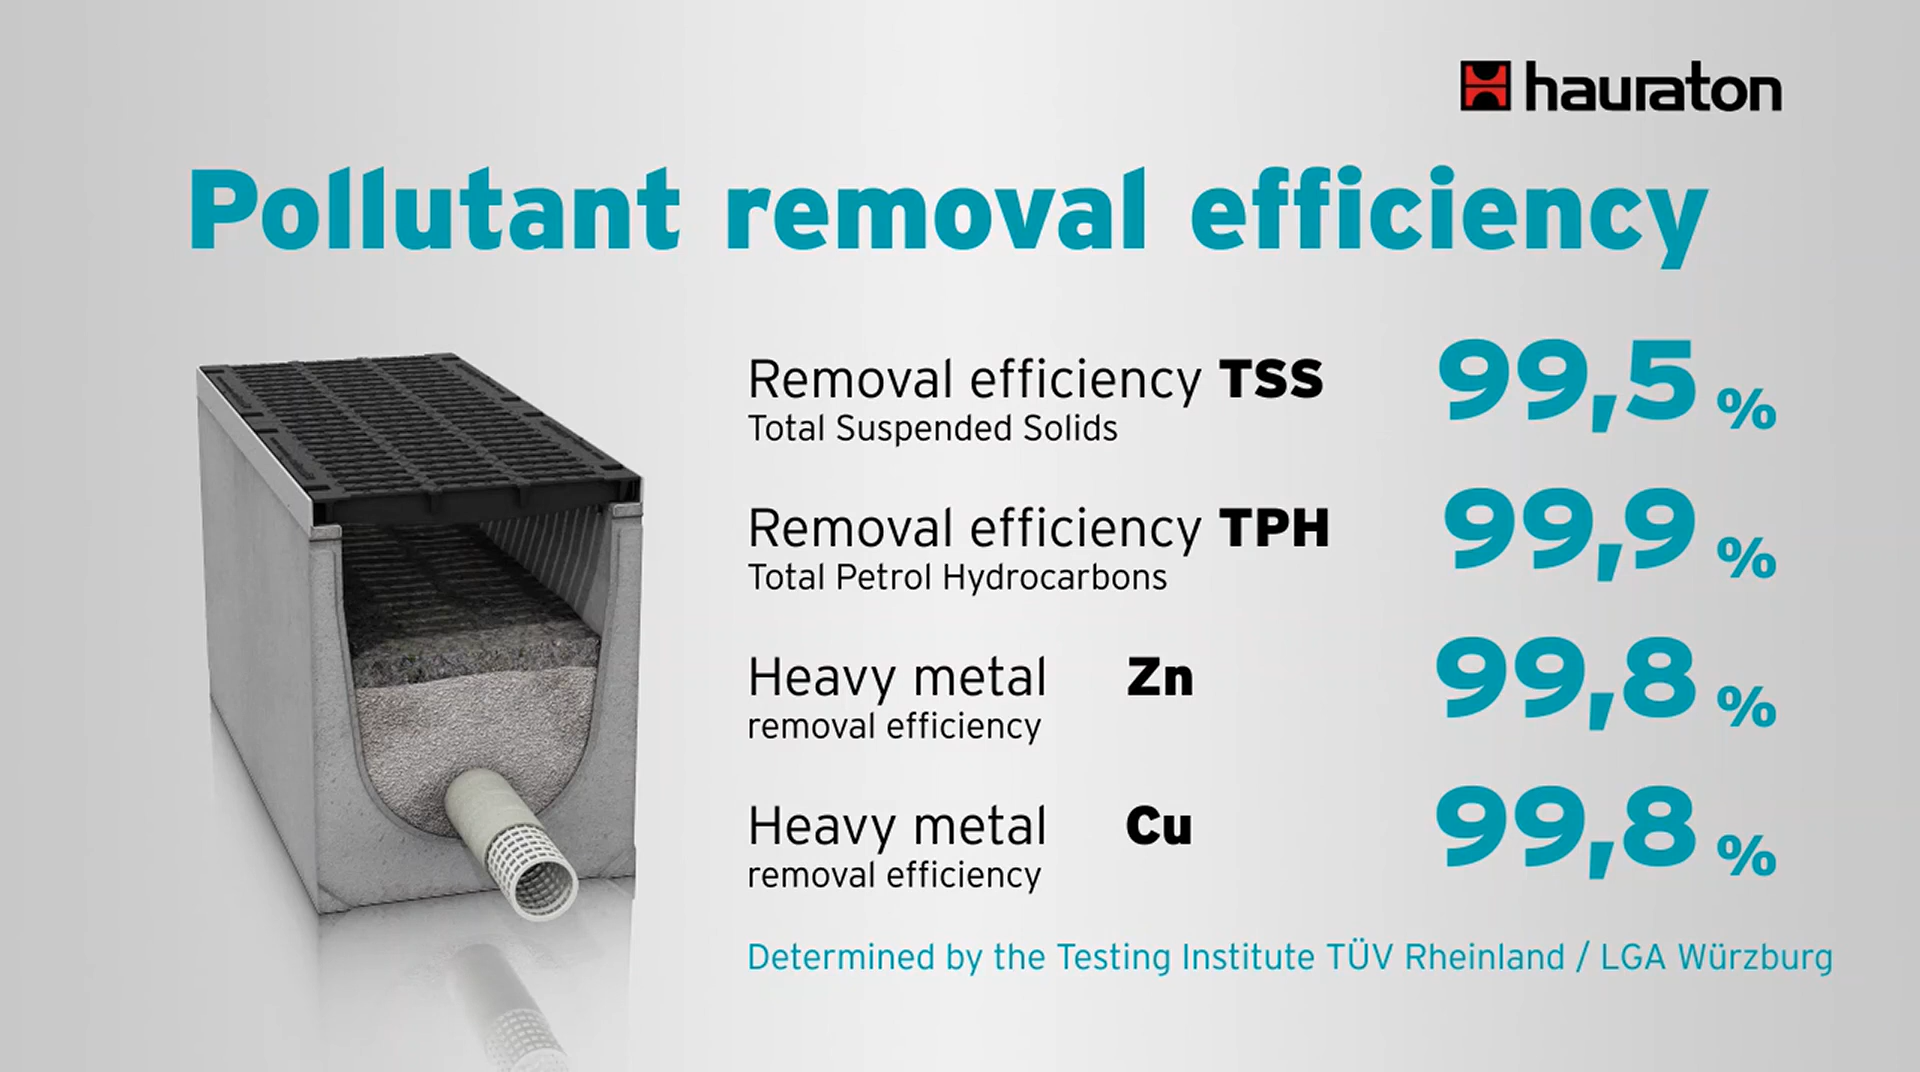 hauraton
Pollutant removal efficiency
Removal efficiency TSS 99,5 %
Total Suspended Solids
Removal efficiency TPH 99,9 %
Total Petrol Hydrocarbons
Heavy metal Zn 99,8 %
removal efficiency
Heavy metal Cu 99,8 %
removal efficiency
Determined by the Testing Institute TÜV Rheinland / LGA Würzburg